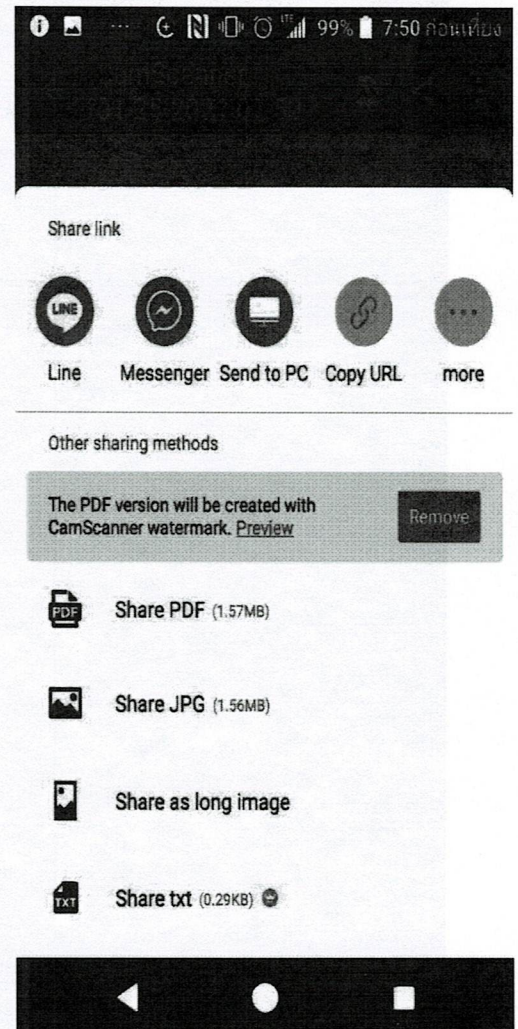 LTE 99% 7:50 ก่อนเที่ยง
Share link
LINE
Line Messenger Send to PC Copy URL more
Other sharing methods
The PDF version will be created with
CamScanner watermark. Preview
Remove
PDF Share PDF (1.57MB)
Share JPG (1.56MB)
Share as long image
TXT Share txt (0.29KB)